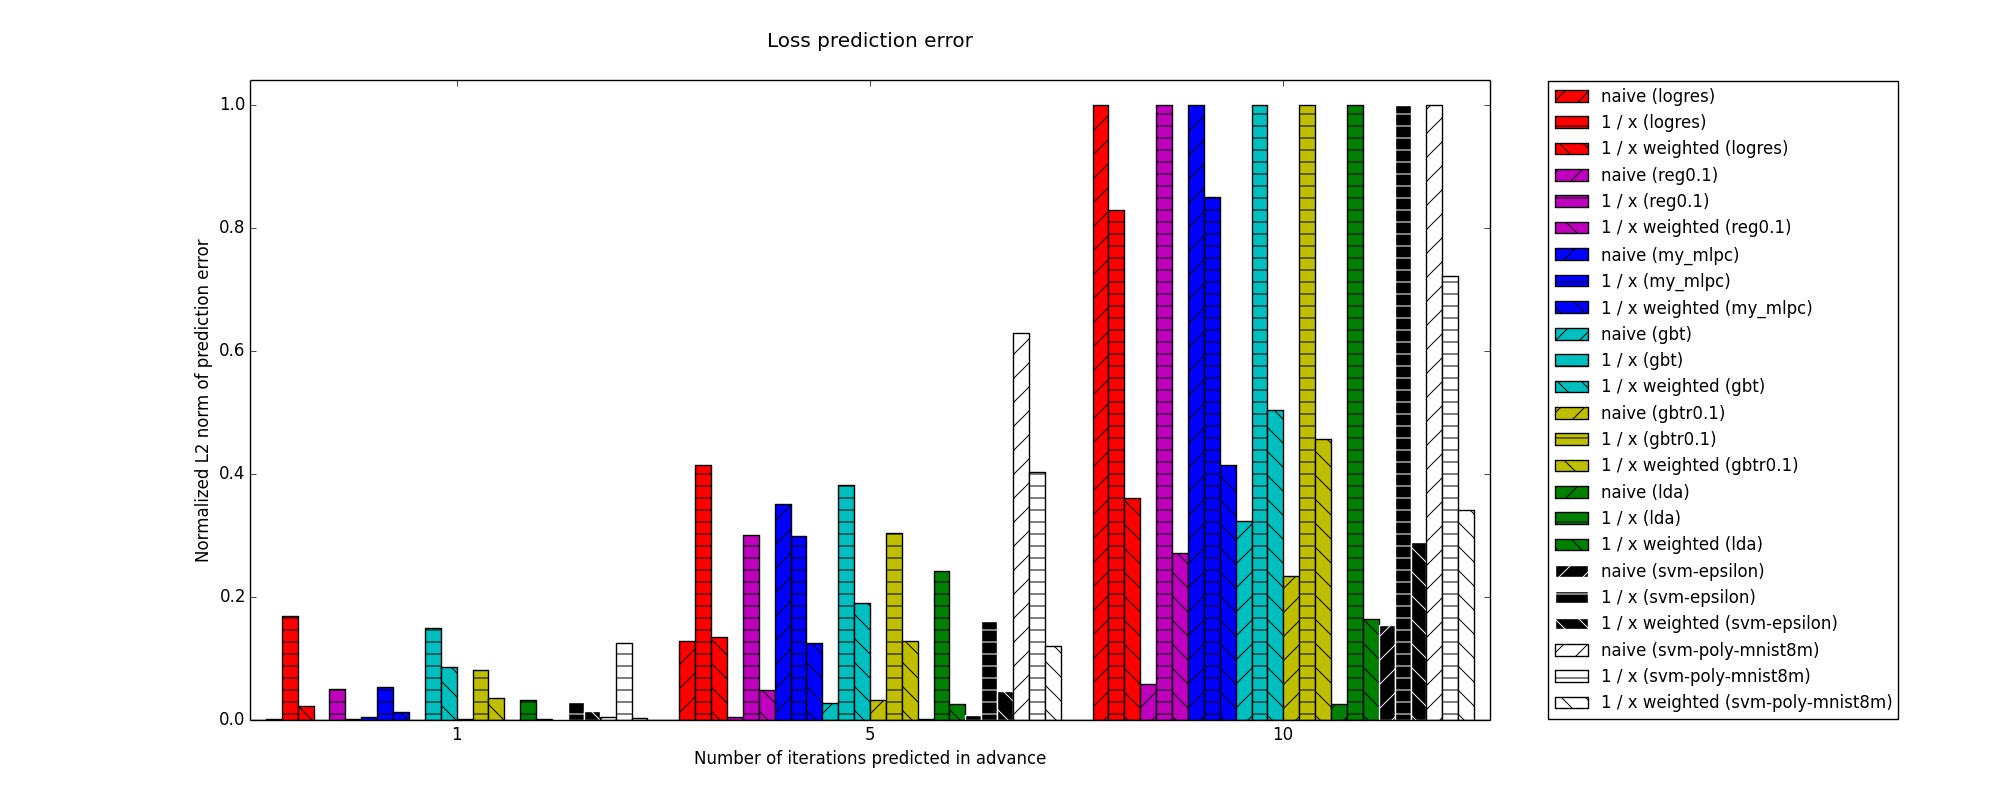 Loss prediction error
1.0
0.8
0.6
0.4
0.2
0.0
Normalized L2 norm of prediction error
1
5
10
Number of iterations predicted in advance
naive (logres)
1 / x (logres)
1 / x weighted (logres)
naive (reg0.1)
1 / x (reg0.1)
1 / x weighted (reg0.1)
naive (my_mlpc)
1 / x (my_mlpc)
1 / x weighted (my_mlpc)
naive (gbt)
1 / x (gbt)
1 / x weighted (gbt)
naive (gbtr0.1)
1 / x (gbtr0.1)
1 / x weighted (gbtr0.1)
naive (lda)
1 / x (lda)
1 / x weighted (lda)
naive (svm-epsilon)
1 / x (svm-epsilon)
1 / x weighted (svm-epsilon)
naive (svm-poly-mnist8m)
1 / x (svm-poly-mnist8m)
1 / x weighted (svm-poly-mnist8m)